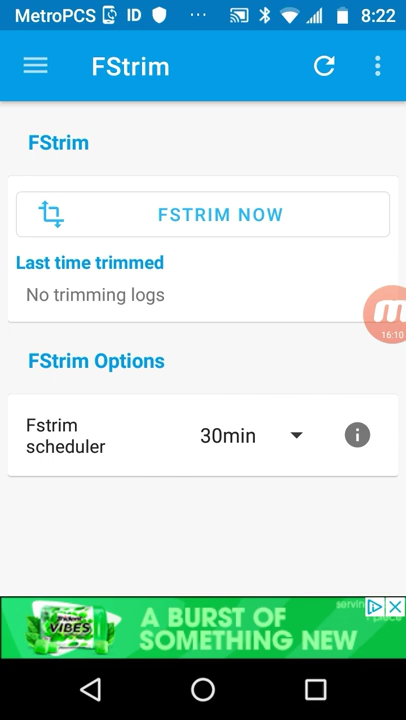 MetroPCS ID ... 8:22
FStrim
FStrim
FSTRIM NOW
Last time trimmed
No trimming logs
16:10
FStrim Options
Fstrim
scheduler
30min
Trident
VIBES
A BURST OF
SOMETHING NEW